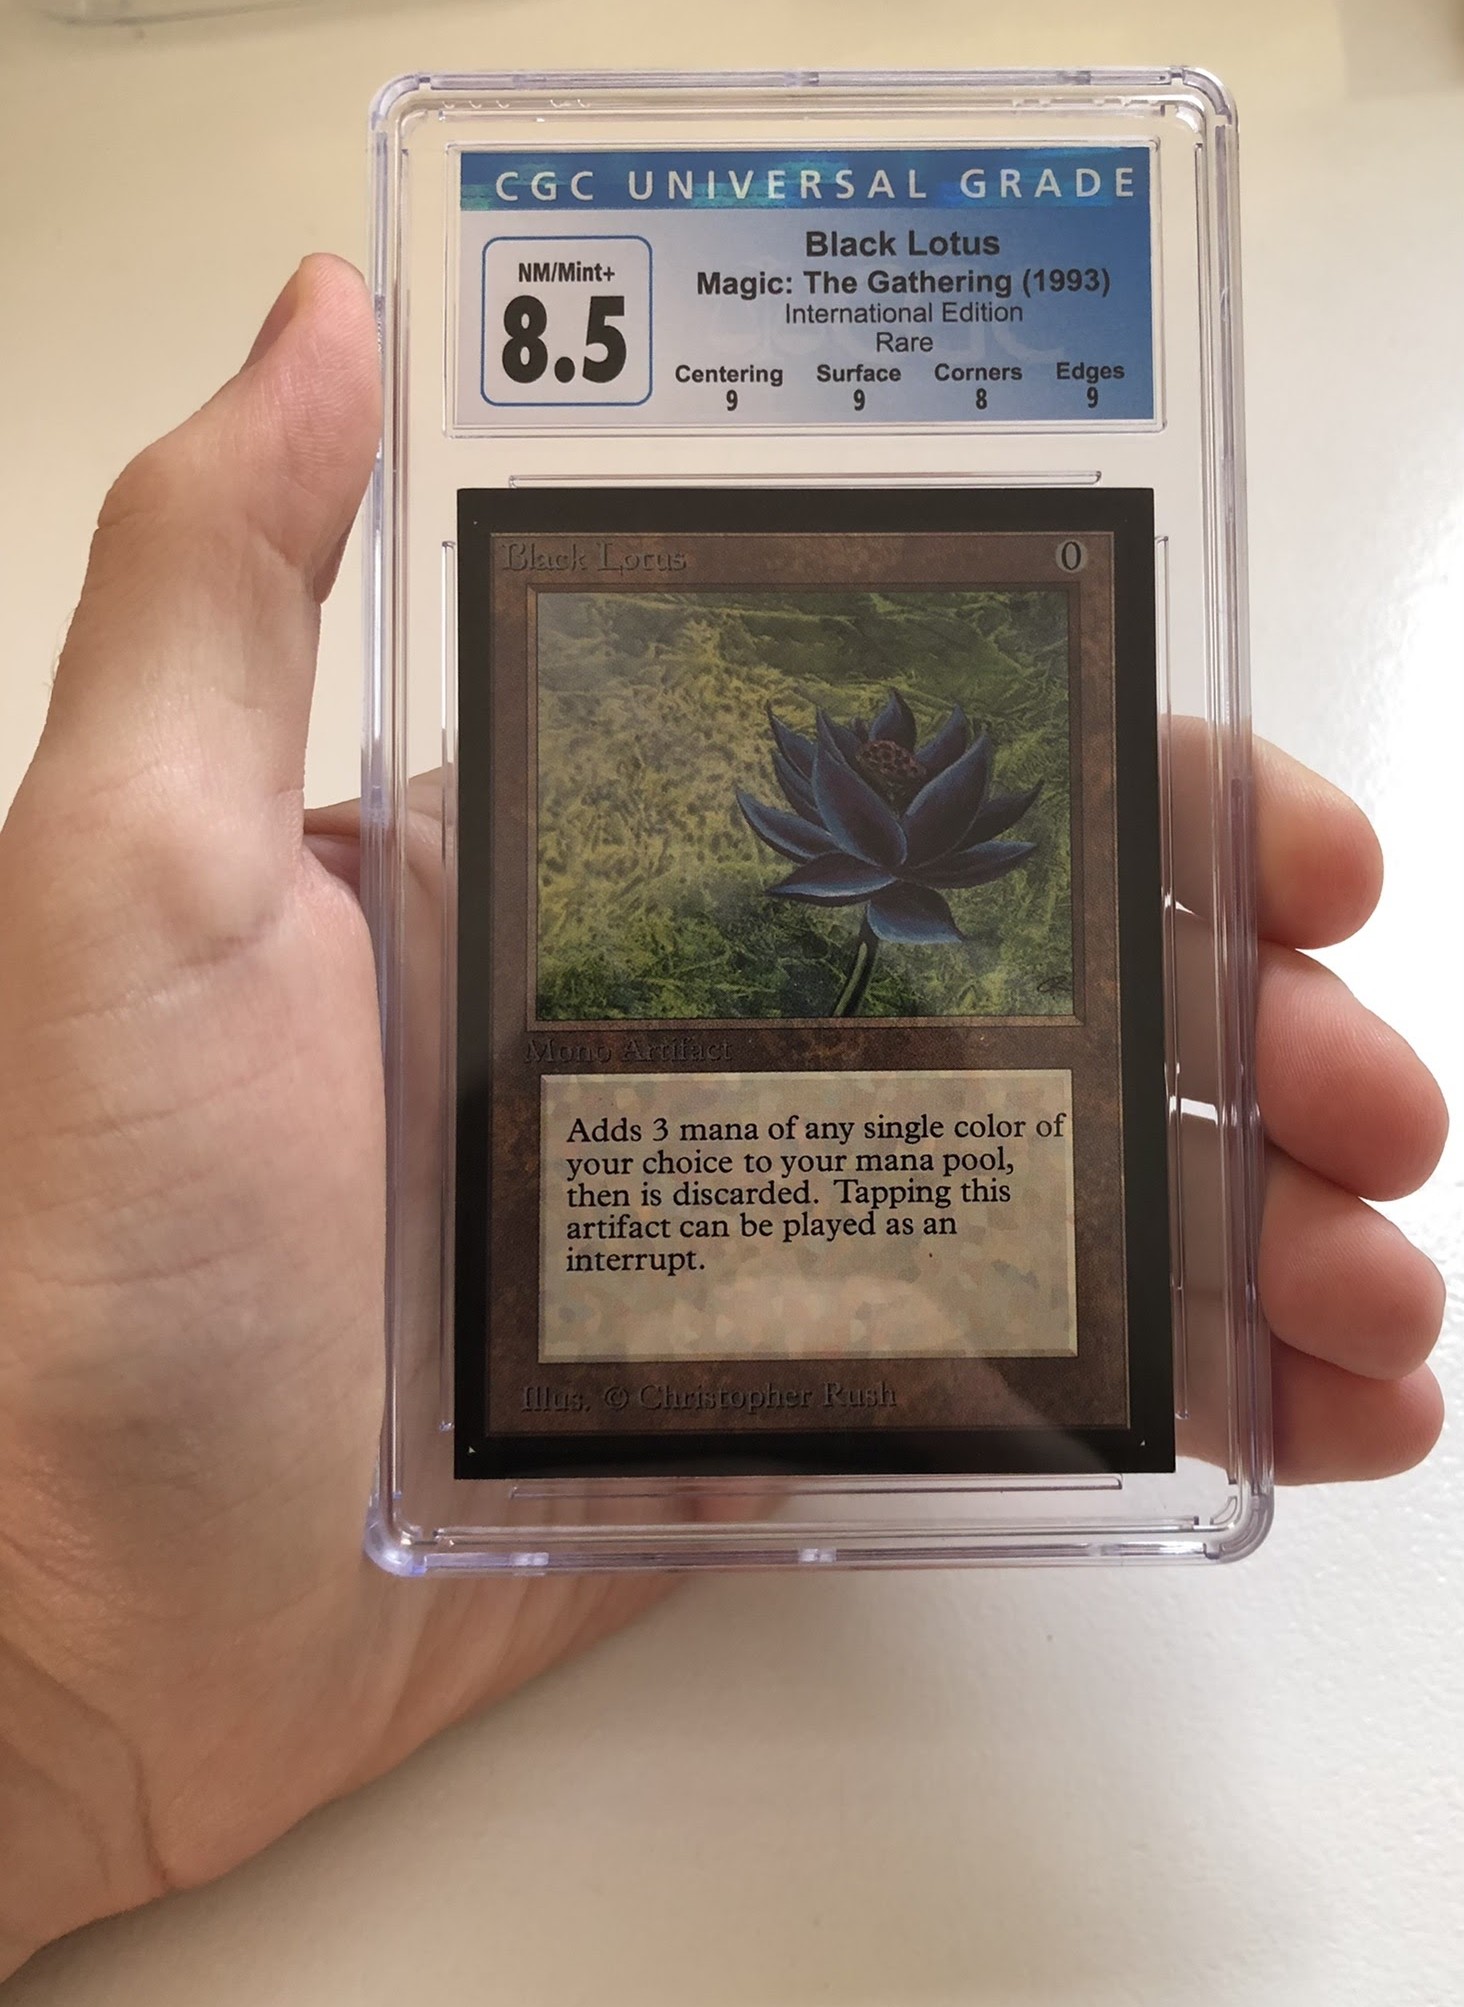 CGC UNIVERSAL GRADE
NM/Mint+
8.5
Black Lotus
Magic: The Gathering (1993)
International Edition
Rare
Centering Surface Corners Edges
9 9 8 9
Black Lotus 0
Mono Artifact
Adds 3 mana of any single color of
your choice to your mana pool,
then is discarded. Tapping this
artifact can be played as an
interrupt.
Illus. © Christopher Rush